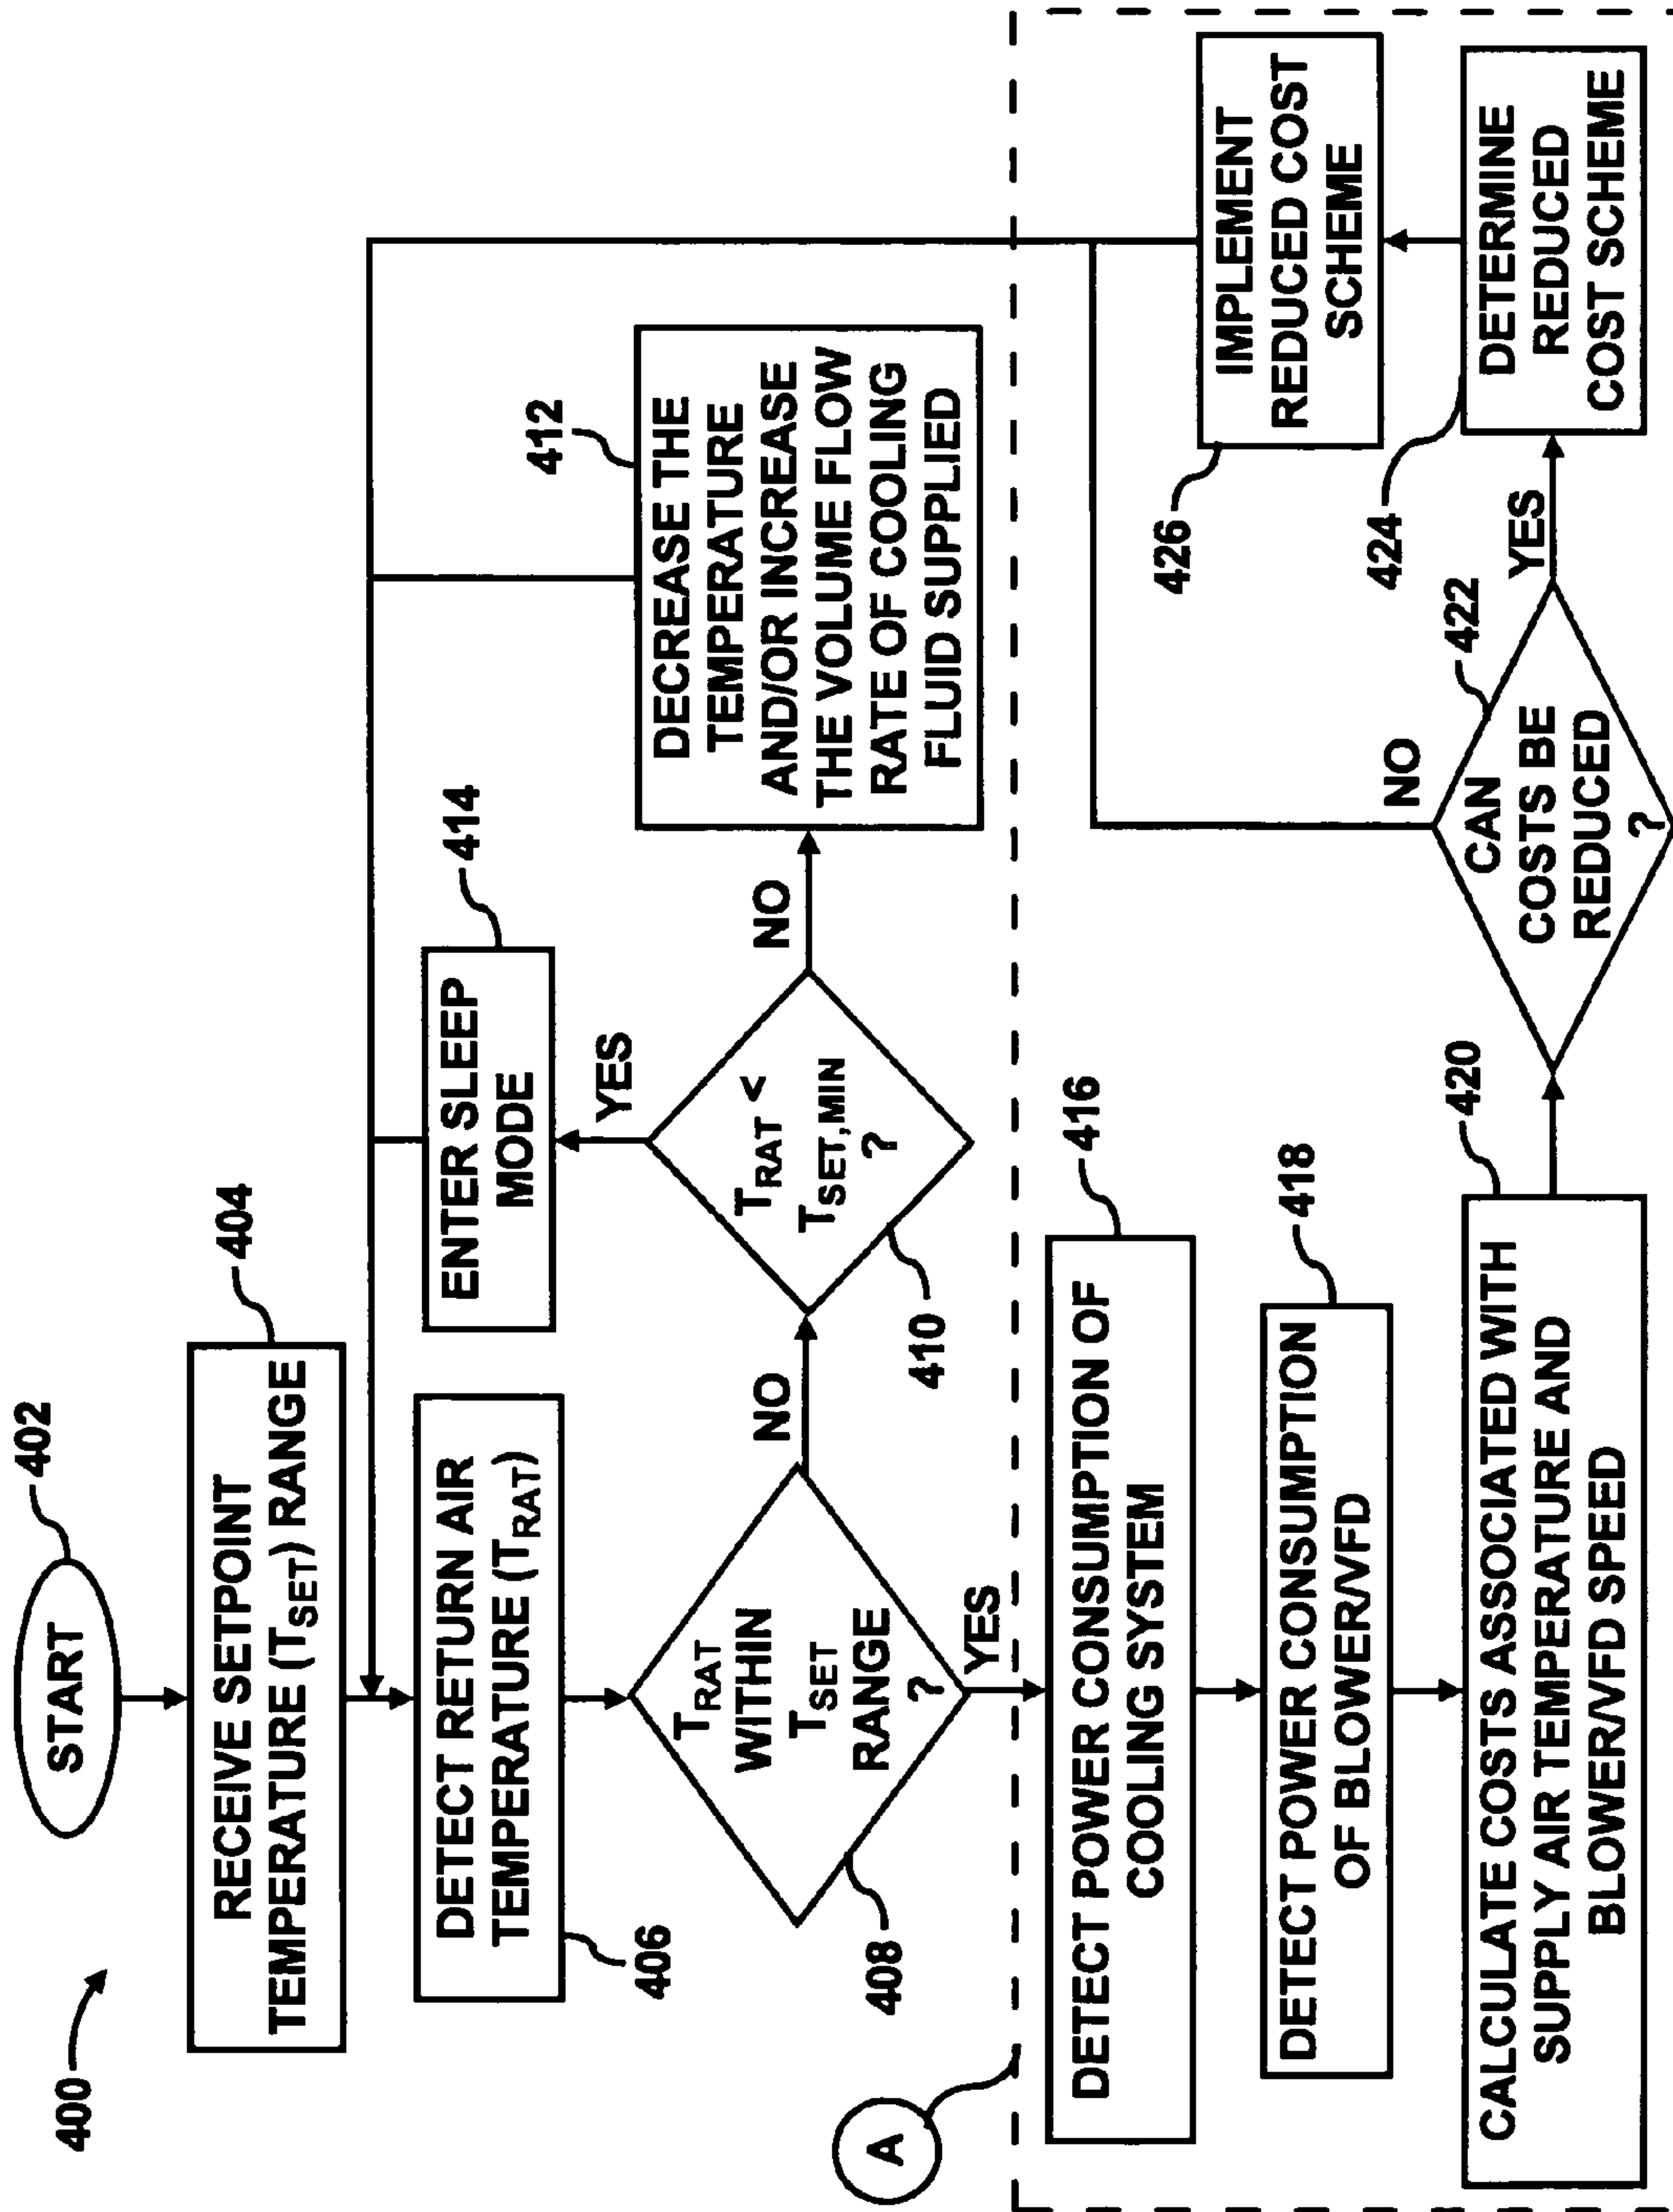 400
START
402
RECEIVE SETPOINT
TEMPERATURE (TSET) RANGE
404
DETECT RETURN AIR
TEMPERATURE (TRAT)
406
TRAT
WITHIN
TSET
RANGE
?
408
NO
YES
TRAT <
TSET,MIN
?
410
YES
NO
ENTER SLEEP
MODE
414
DECREASE THE
TEMPERATURE
AND/OR INCREASE
THE VOLUME FLOW
RATE OF COOLING
FLUID SUPPLIED
412
A
DETECT POWER CONSUMPTION OF
COOLING SYSTEM
416
DETECT POWER CONSUMPTION
OF BLOWER/VFD
418
CALCULATE COSTS ASSOCIATED WITH
SUPPLY AIR TEMPERATURE AND
BLOWER/VFD SPEED
420
CAN
COSTS BE
REDUCED
?
422
NO
YES
DETERMINE
REDUCED
COST SCHEME
424
IMPLEMENT
REDUCED COST
SCHEME
426